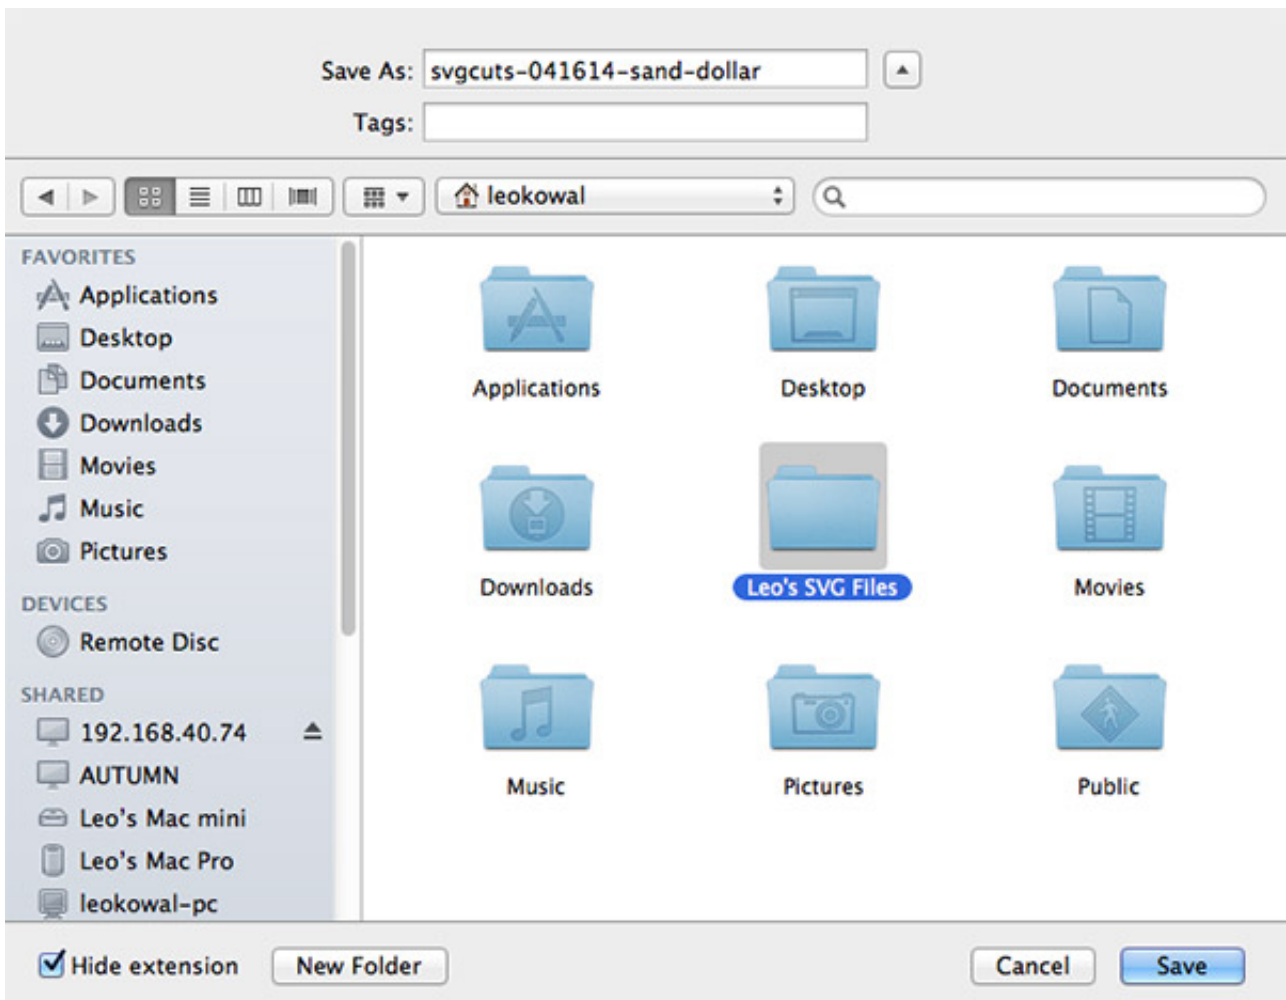 Save As: svgcuts-041614-sand-dollar
Tags:
leokowal
FAVORITES
Applications
Desktop
Documents
Downloads
Movies
Music
Pictures
DEVICES
Remote Disc
SHARED
192.168.40.74
AUTUMN
Leo's Mac mini
Leo's Mac Pro
leokowal-pc
Applications Desktop Documents
Downloads Leo's SVG Files Movies
Music Pictures Public
Hide extension New Folder Cancel Save